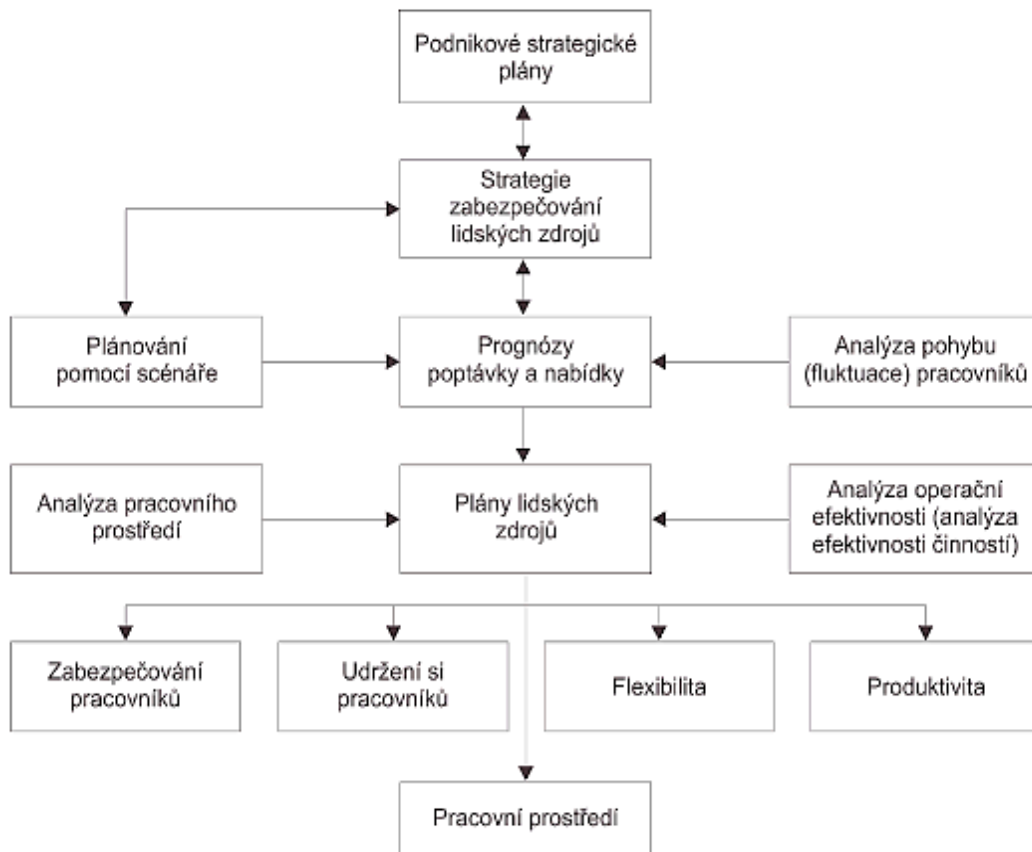 Podnikové strategické
plány
Strategie
zabezpečování
lidských zdrojů
Plánování
pomocí scénáře
Prognózy
poptávky a nabídky
Analýza pohybu
(fluktuace) pracovníků
Analýza pracovního
prostředí
Plány lidských
zdrojů
Analýza operační
efektivnosti (analýza
efektivnosti činností)
Zabezpečování
pracovníků
Udržení si
pracovníků
Flexibilita
Produktivita
Pracovní prostředí